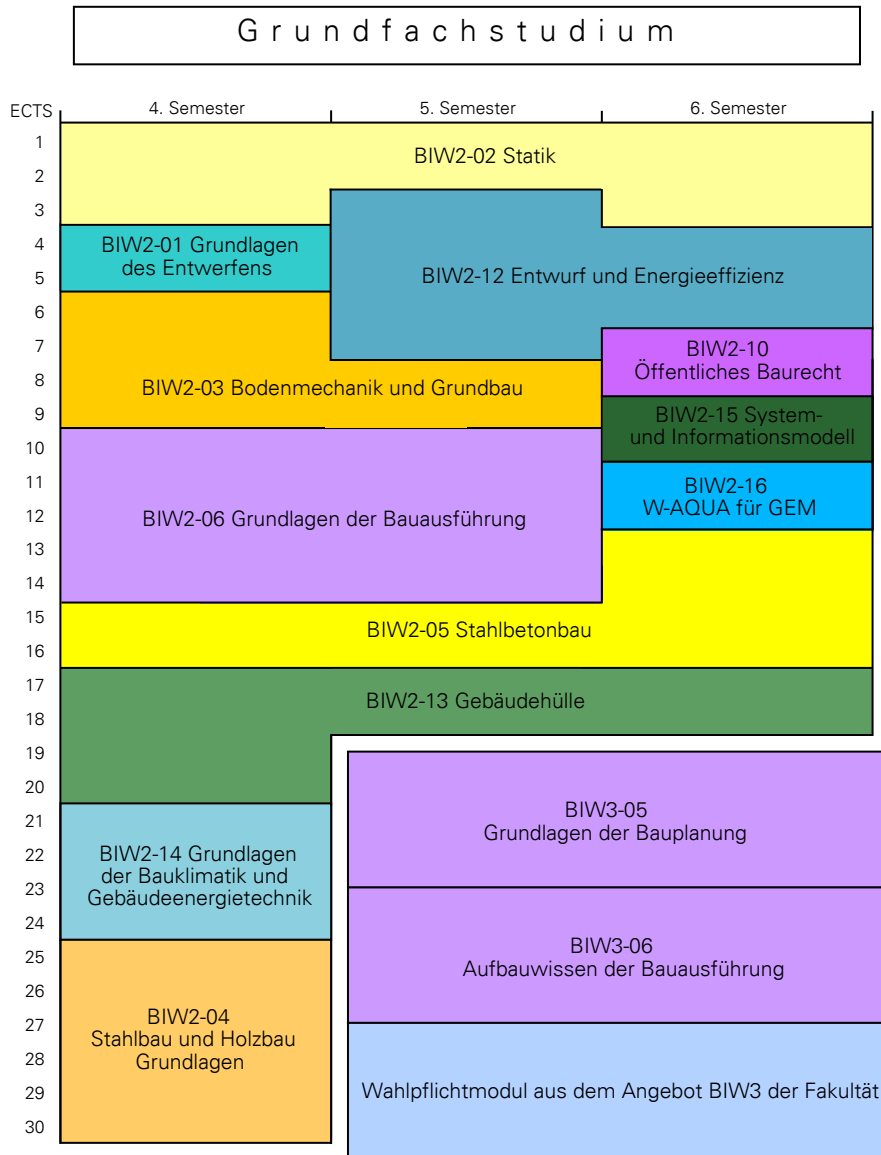 Grundfachstudium
ECTS 4. Semester 5. Semester 6. Semester
1
2
3
4
5
6
7
8
9
10
11
12
13
14
15
16
17
18
19
20
21
22
23
24
25
26
27
28
29
30
BIW2-02 Statik
BIW2-01 Grundlagen
des Entwerfens
BIW2-12 Entwurf und Energieeffizienz
BIW2-10
Öffentliches Baurecht
BIW2-03 Bodenmechanik und Grundbau
BIW2-15 System-
und Informationsmodell
BIW2-16
W-AQUA für GEM
BIW2-06 Grundlagen der Bauausführung
BIW2-05 Stahlbetonbau
BIW2-13 Gebäudehülle
BIW3-05
Grundlagen der Bauplanung
BIW2-14 Grundlagen
der Bauklimatik und
Gebäudeenergietechnik
BIW3-06
Aufbauwissen der Bauausführung
BIW2-04
Stahlbau und Holzbau
Grundlagen
Wahlpflichtmodul aus dem Angebot BIW3 der Fakultät